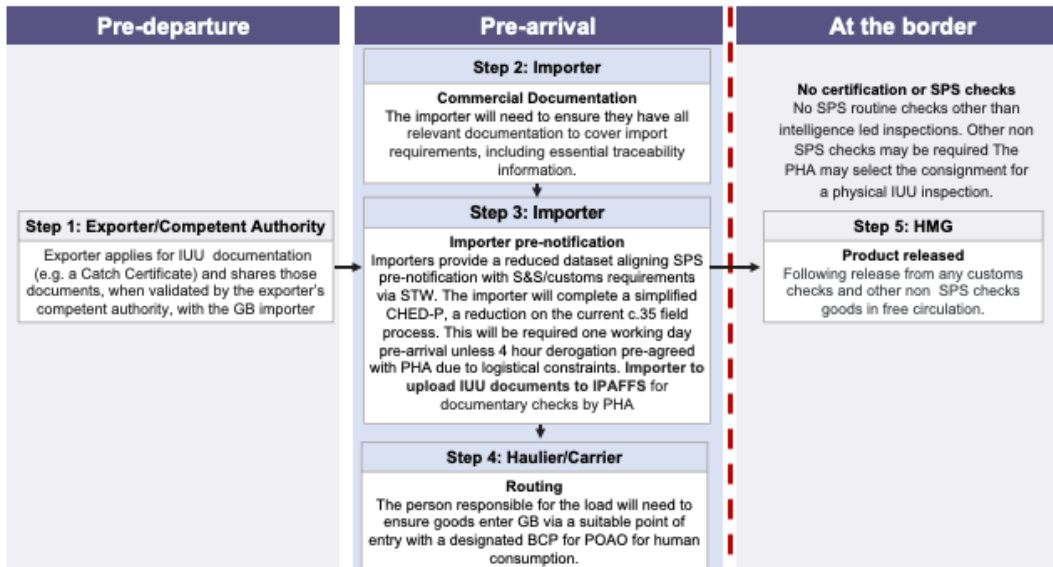 Pre-departure
Step 1: Exporter/Competent Authority
Exporter applies for IUU documentation
(e.g. a Catch Certificate) and shares those
documents, when validated by the exporter's
competent authority, with the GB importer
Pre-arrival
Step 2: Importer
Commercial Documentation
The importer will need to ensure they have all
relevant documentation to cover import
requirements, including essential traceability
information.
Step 3: Importer
Importer pre-notification
Importers provide a reduced dataset aligning SPS
pre-notification with S&S/customs requirements
via STW. The importer will complete a simplified
CHED-P, a reduction on the current c.35 field
process. This will be required one working day
pre-arrival unless 4 hour derogation pre-agreed
with PHA due to logistical constraints. Importer to
upload IUU documents to IPAFFS for
documentary checks by PHA
Step 4: Haulier/Carrier
Routing
The person responsible for the load will need to
ensure goods enter GB via a suitable point of
entry with a designated BCP for POAO for human
consumption.
At the border
No certification or SPS checks
No SPS routine checks other than
intelligence led inspections. Other non
SPS checks may be required The
PHA may select the consignment for
a physical IUU inspection.
Step 5: HMG
Product released
Following release from any customs
checks and other non SPS checks
goods in free circulation.